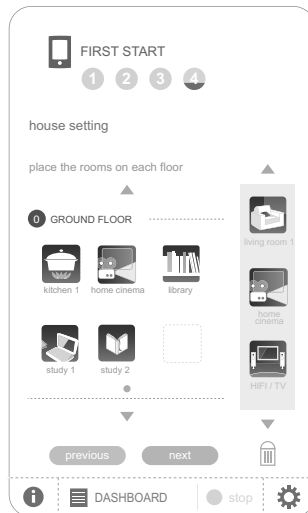 FIRST START
1 2 3 4
house setting
place the rooms on each floor
0 GROUND FLOOR
living room 1
kitchen 1
home cinema
library
home
cinema
study 1
study 2
HIFI / TV
previous
next
i
DASHBOARD
stop